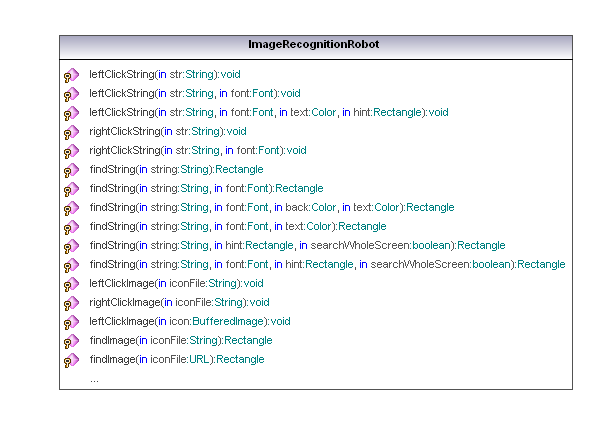 ImageRecognitionRobot
leftClickString(in str:String):void
leftClickString(in str:String, in font:Font):void
leftClickString(in str:String, in font:Font, in text:Color, in hint:Rectangle):void
rightClickString(in str:String):void
rightClickString(in str:String, in font:Font):void
findString(in string:String):Rectangle
findString(in string:String, in font:Font):Rectangle
findString(in string:String, in font:Font, in back:Color, in text:Color):Rectangle
findString(in string:String, in font:Font, in text:Color):Rectangle
findString(in string:String, in hint:Rectangle, in searchWholeScreen:boolean):Rectangle
findString(in string:String, in font:Font, in hint:Rectangle, in searchWholeScreen:boolean):Rectangle
leftClickImage(in iconFile:String):void
rightClickImage(in iconFile:String):void
leftClickImage(in icon:BufferedImage):void
findImage(in iconFile:String):Rectangle
findImage(in iconFile:URL):Rectangle
...